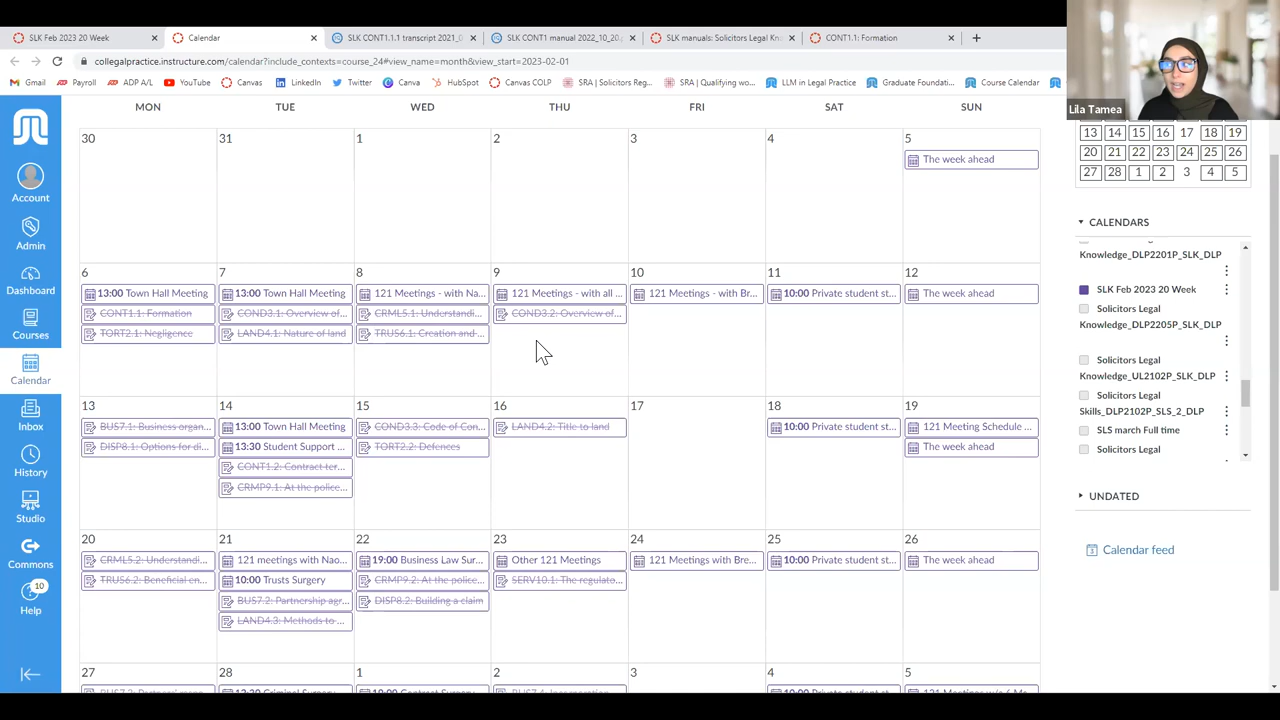 SLK Feb 2023 20 Week
Calendar
SLK CONT1.1.1 transcript 2021_0
SLK CONT1 manual 2022_10_20
SLK manuals: Solicitors Legal Kn
CONT1.1: Formation
collegalpractice.instructure.com/calendar?include_contexts=course_24#view_name=month&view_start=2023-02-01
Gmail
Payroll
ADP A/L
YouTube
Canvas
LinkedIn
Twitter
Canva
HubSpot
Canvas COLP
SRA | Solicitors Reg...
SRA | Qualifying wo...
LLM in Legal Practice
Graduate Foundati...
Course Calendar
Lila Tamea
MON TUE WED THU FRI SAT SUN
30 31 1 2 3 4 5
The week ahead
6 7 8 9 10 11 12
13:00 Town Hall Meeting
CONT1.1: Formation
TORT2.1: Negligence
13:00 Town Hall Meeting
COND3.1: Overview of...
LAND4.1: Nature of land
121 Meetings - with Na...
CRML5.1: Understandi...
TRUS6.1: Creation and ...
121 Meetings - with all ...
COND3.2: Overview of...
121 Meetings - with Br...
10:00 Private student st...
The week ahead
13 14 15 16 17 18 19
BUS7.1: Business organ...
DISP8.1: Options for di...
13:00 Town Hall Meeting
13:30 Student Support ...
CONT1.2: Contract ter...
CRMP9.1: At the police...
COND3.3: Code of Con...
TORT2.2: Defences
LAND4.2: Title to land
10:00 Private student st...
121 Meeting Schedule ...
The week ahead
20 21 22 23 24 25 26
CRML5.2: Understandi...
TRUS6.2: Beneficial en...
121 meetings with Nao...
10:00 Trusts Surgery
BUS7.2: Partnership agr...
LAND4.3: Methods to ...
19:00 Business Law Sur...
CRMP9.2: At the police...
DISP8.2: Building a claim
Other 121 Meetings
SERV10.1: The regulato...
121 Meetings with Bre...
10:00 Private student st...
The week ahead
27 28 1 2 3 4 5
Account
Admin
Dashboard
Courses
Calendar
Inbox
History
Studio
Commons
10
Help
13 14 15 16 17 18 19
20 21 22 23 24 25 26
27 28 1 2 3 4 5
CALENDARS
Knowledge_DLP2201P_SLK_DLP
SLK Feb 2023 20 Week
Solicitors Legal
Knowledge_DLP2205P_SLK_DLP
Solicitors Legal
Knowledge_UL2102P_SLK_DLP
Solicitors Legal
Skills_DLP2102P_SLS_2_DLP
SLS march Full time
Solicitors Legal
UNDATED
Calendar feed